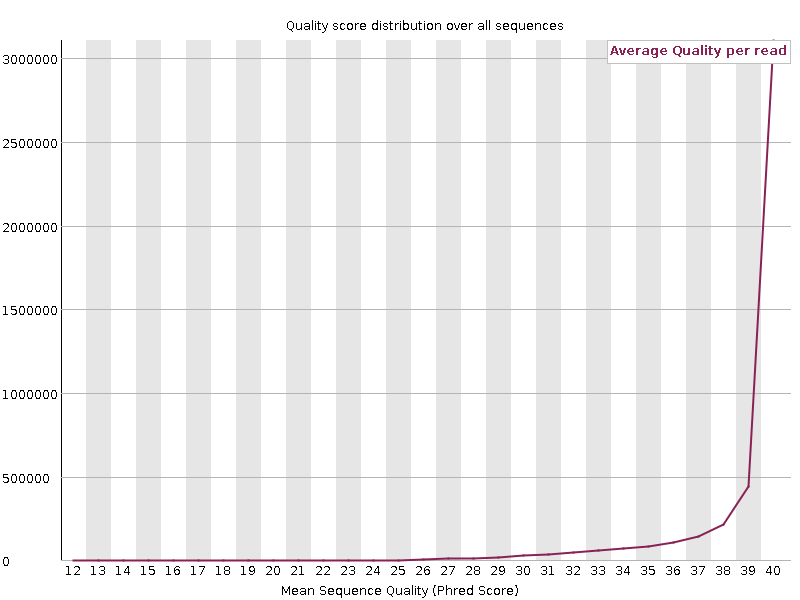 Quality score distribution over all sequences
Average Quality per read
3000000
2500000
2000000
1500000
1000000
500000
0
12 13 14 15 16 17 18 19 20 21 22 23 24 25 26 27 28 29 30 31 32 33 34 35 36 37 38 39 40
Mean Sequence Quality (Phred Score)